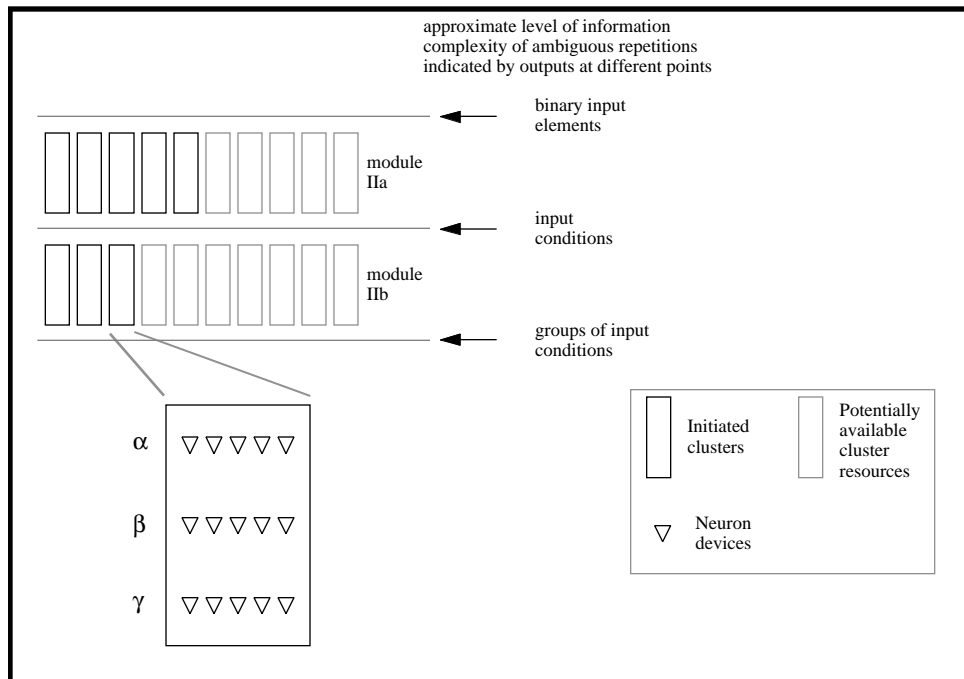 approximate level of information
complexity of ambiguous repetitions
indicated by outputs at different points
binary input
elements
module
IIa
input
conditions
module
IIb
groups of input
conditions
α
β
γ
Initiated
clusters
Potentially
available
cluster
resources
Neuron
devices